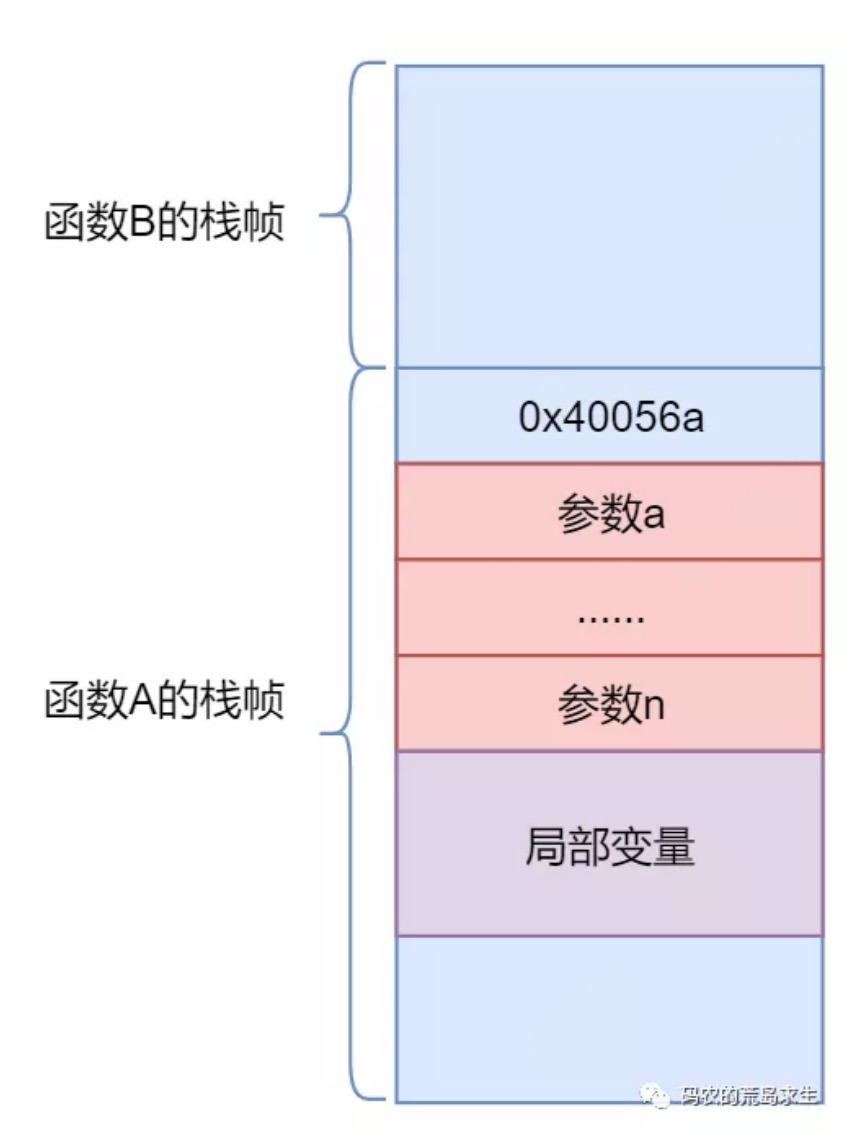 函数B的栈帧
0x40056a
参数a
......
函数A的栈帧
参数n
局部变量
码农的荒岛求生